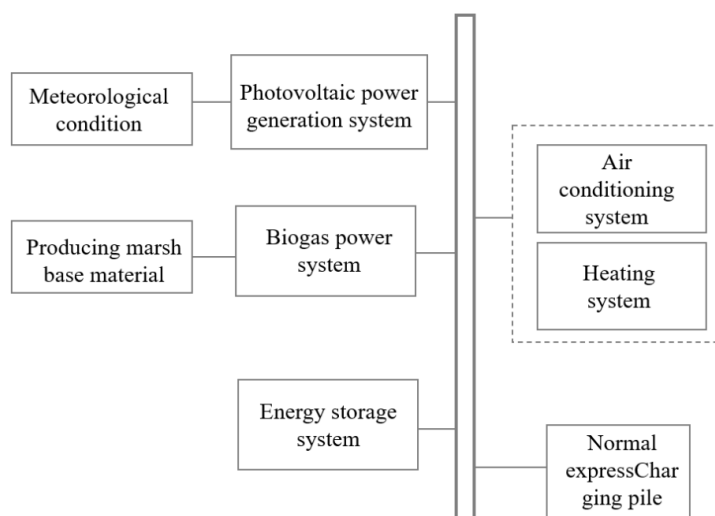 Meteorological
condition
Photovoltaic power
generation system
Producing marsh
base material
Biogas power
system
Energy storage
system
Air
conditioning
system
Heating
system
Normal
expressChar
ging pile